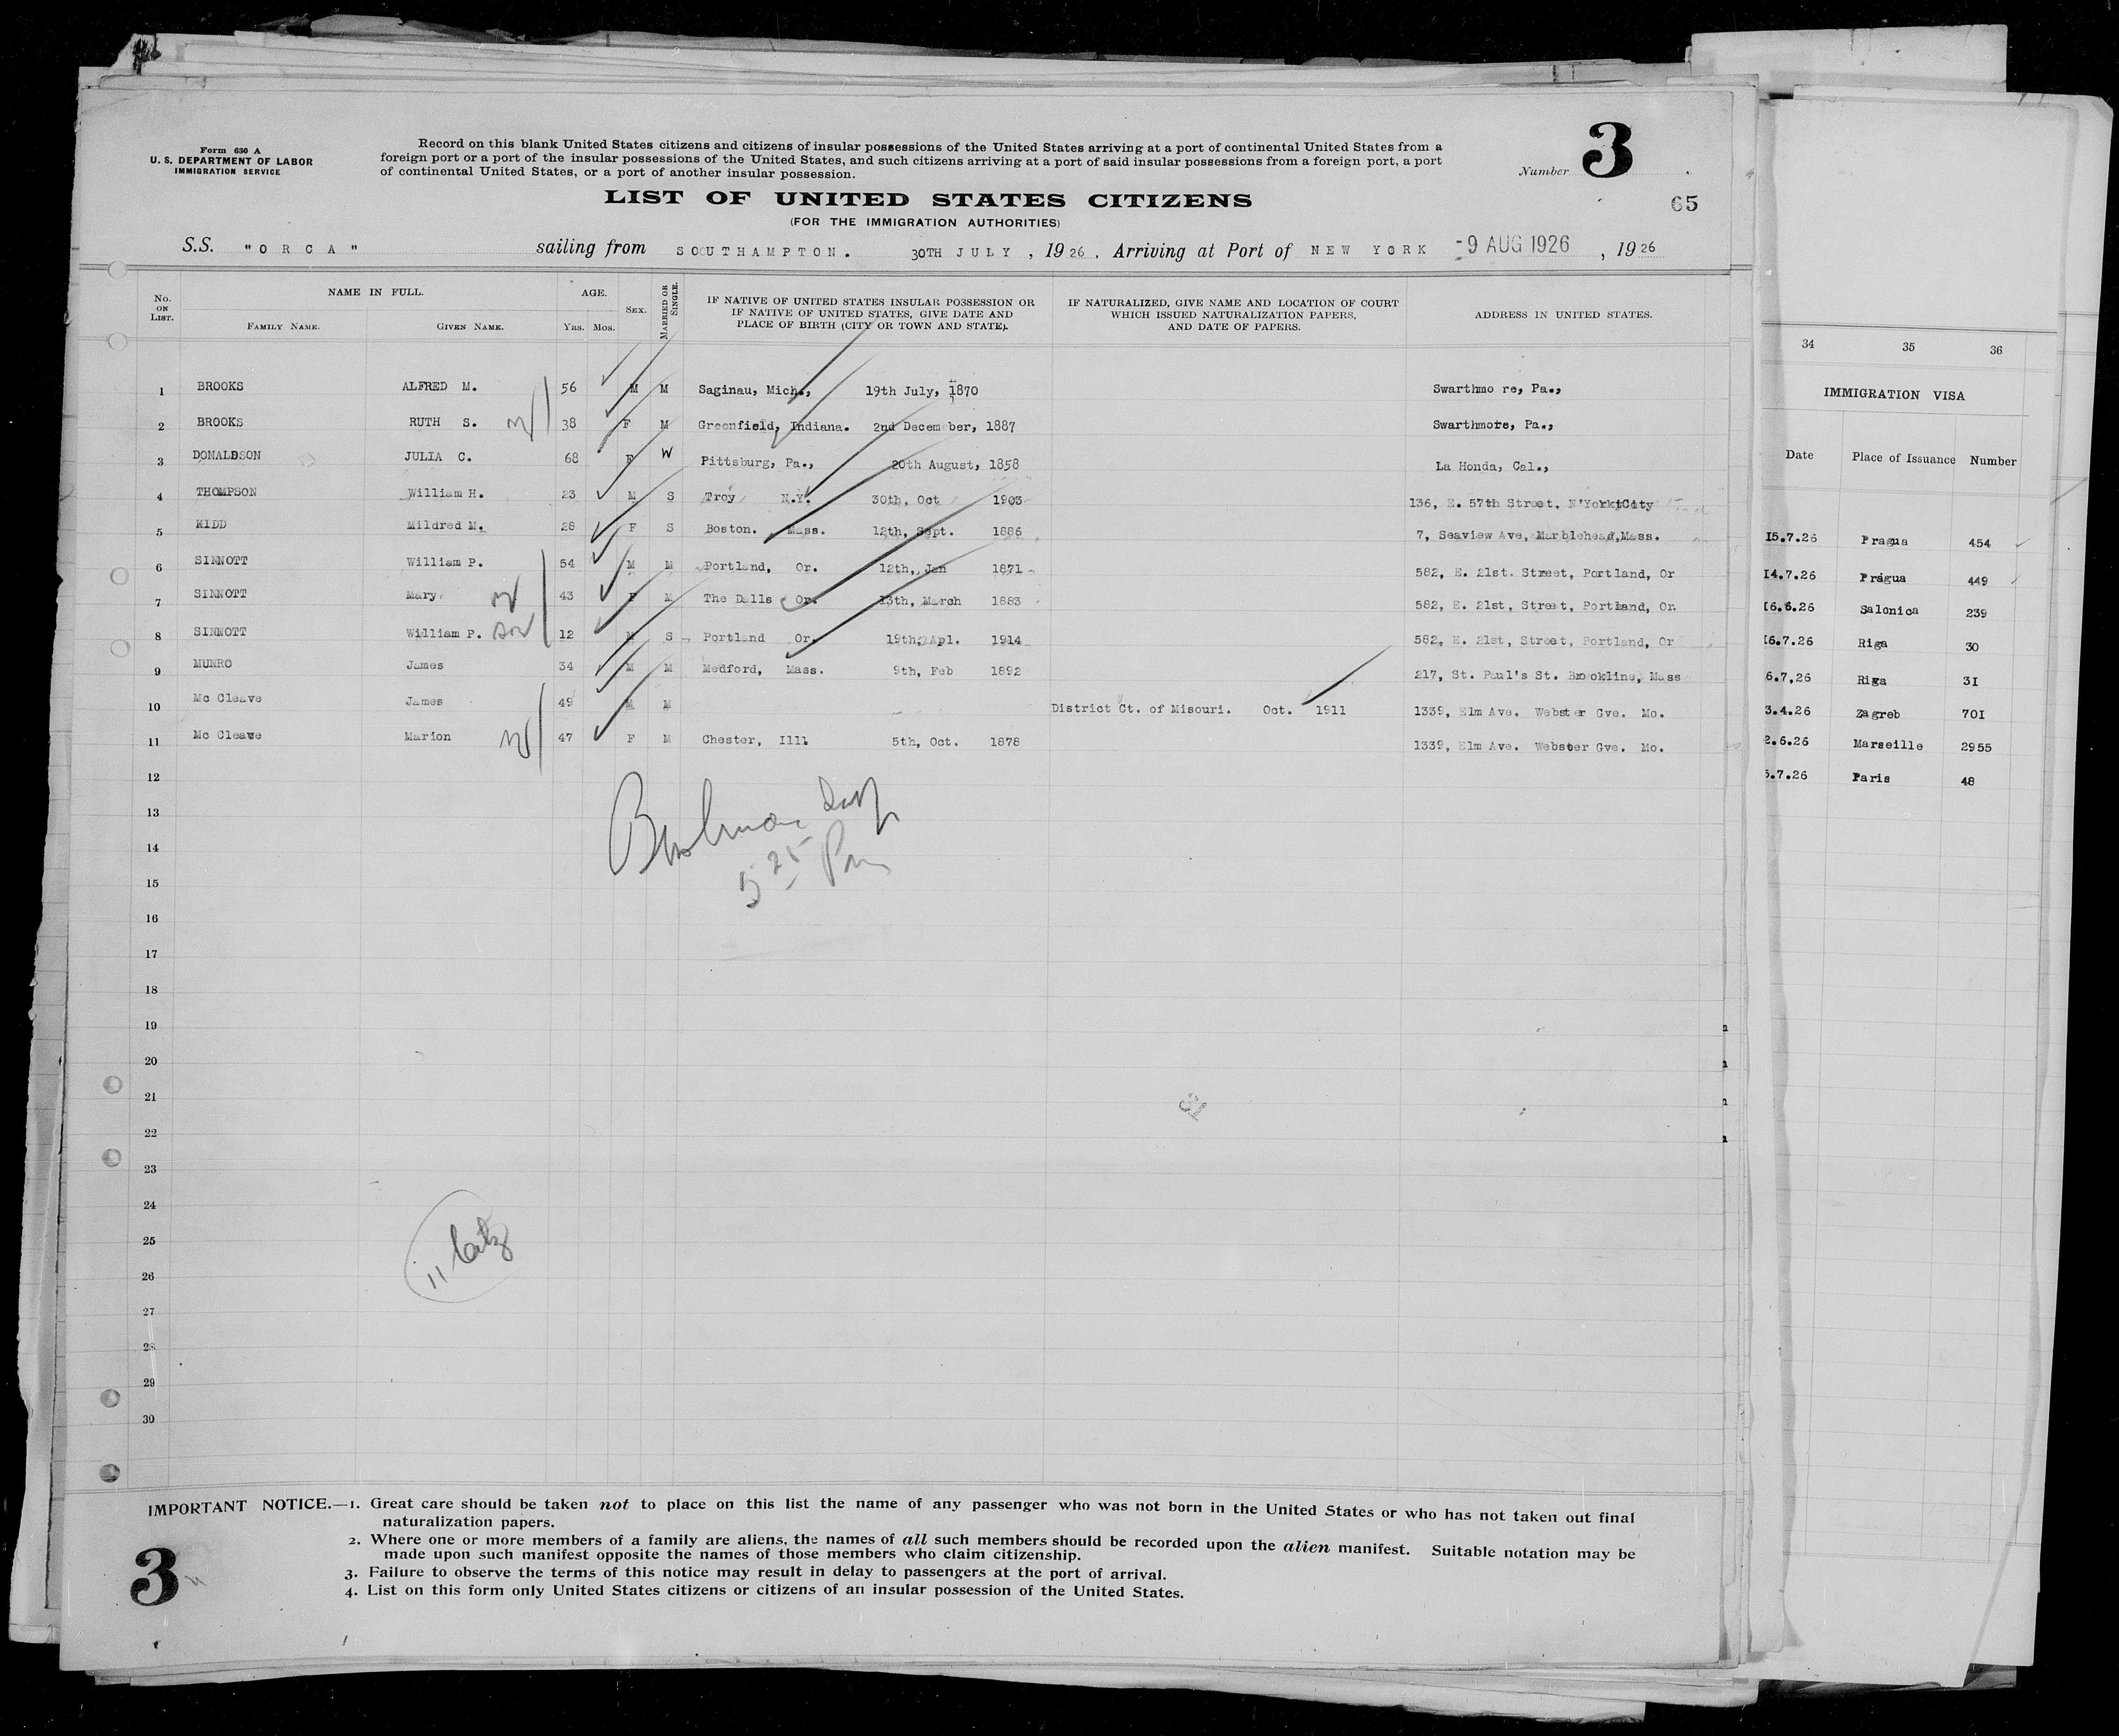 Form 630 A
U. S. DEPARTMENT OF LABOR
IMMIGRATION SERVICE
Record on this blank United States citizens and citizens of insular possessions of the United States arriving at a port of continental United States from a
foreign port or a port of the insular possessions of the United States, and such citizens arriving at a port of said insular possessions from a foreign port, a port
of continental United States, or a port of another insular possession.
Number 3
LIST OF UNITED STATES CITIZENS
65
(FOR THE IMMIGRATION AUTHORITIES)
S.S. "ORCA" sailing from SOUTHAMPTON. 30TH JULY, 1926, Arriving at Port of NEW YORK -9 AUG 1926, 1926
No. ON LIST.
NAME IN FULL.
FAMILY NAME. GIVEN NAME.
AGE.
YRS. MOS.
SEX.
MARRIED OR SINGLE.
IF NATIVE OF UNITED STATES INSULAR POSSESSION OR
IF NATIVE OF UNITED STATES, GIVE DATE AND
PLACE OF BIRTH (CITY OR TOWN AND STATE).
IF NATURALIZED, GIVE NAME AND LOCATION OF COURT
WHICH ISSUED NATURALIZATION PAPERS,
AND DATE OF PAPERS.
ADDRESS IN UNITED STATES.
1 BROOKS ALFRED M. 56 M M Saginau, Mich., 19th July, 1870 Swarthmo re, Pa.,
2 BROOKS RUTH S. W 38 F M Greenfield, Indiana. 2nd December, 1887 Swarthmore, Pa.,
3 DONALDSON JULIA C. 68 F W Pittsburg, Pa., 20th August, 1858 La Honda, Cal.,
4 THOMPSON William H. 23 M S Troy N.Y. 30th, Oct 1903 136, E. 57th Street, N'York City
5 KIDD Mildred M. 28 F S Boston. Mass. 12th, Sept. 1886 7, Seaview Ave, Marblehead, Mass.
6 SINNOTT William P. 54 M M Portland, Or. 12th, Jan 1871 582, E. 21st. Street, Portland, Or
7 SINNOTT Mary W 43 F M The Dalls Or. 13th, March 1883 582, E. 21st, Street, Portland, Or
8 SINNOTT William P. Son 12 M S Portland Or. 19th, Apl. 1914 582, E. 21st, Street, Portland, Or
9 MUNRO James 34 M M Medford, Mass. 9th, Feb 1892 217, St. Paul's St. Brookline, Mass
10 Mc Cleave James 49 M M District Ct. of Misouri. Oct. 1911 1339, Elm Ave. Webster Gve. Mo.
11 Mc Cleave Marion W 47 F M Chester, Ill. 5th, Oct. 1878 1339, Elm Ave. Webster Gve. Mo.
12
13
14
5 25 Pm
15
16
17
18
19
20
21
22
23
24
25
11
26
27
28
29
30
IMPORTANT NOTICE.—1. Great care should be taken not to place on this list the name of any passenger who was not born in the United States or who has not taken out final
naturalization papers.
2. Where one or more members of a family are aliens, the names of all such members should be recorded upon the alien manifest. Suitable notation may be
made upon such manifest opposite the names of those members who claim citizenship.
3. Failure to observe the terms of this notice may result in delay to passengers at the port of arrival.
4. List on this form only United States citizens or citizens of an insular possession of the United States.
3
34 35 36
IMMIGRATION VISA
Date Place of Issuance Number
15.7.26 Pragua 454
14.7.26 Prágua 449
16.6.26 Salonica 239
16.7.26 Riga 30
6.7.26 Riga 31
3.4.26 Zagreb 701
2.6.26 Marseille 2955
5.7.26 Paris 48